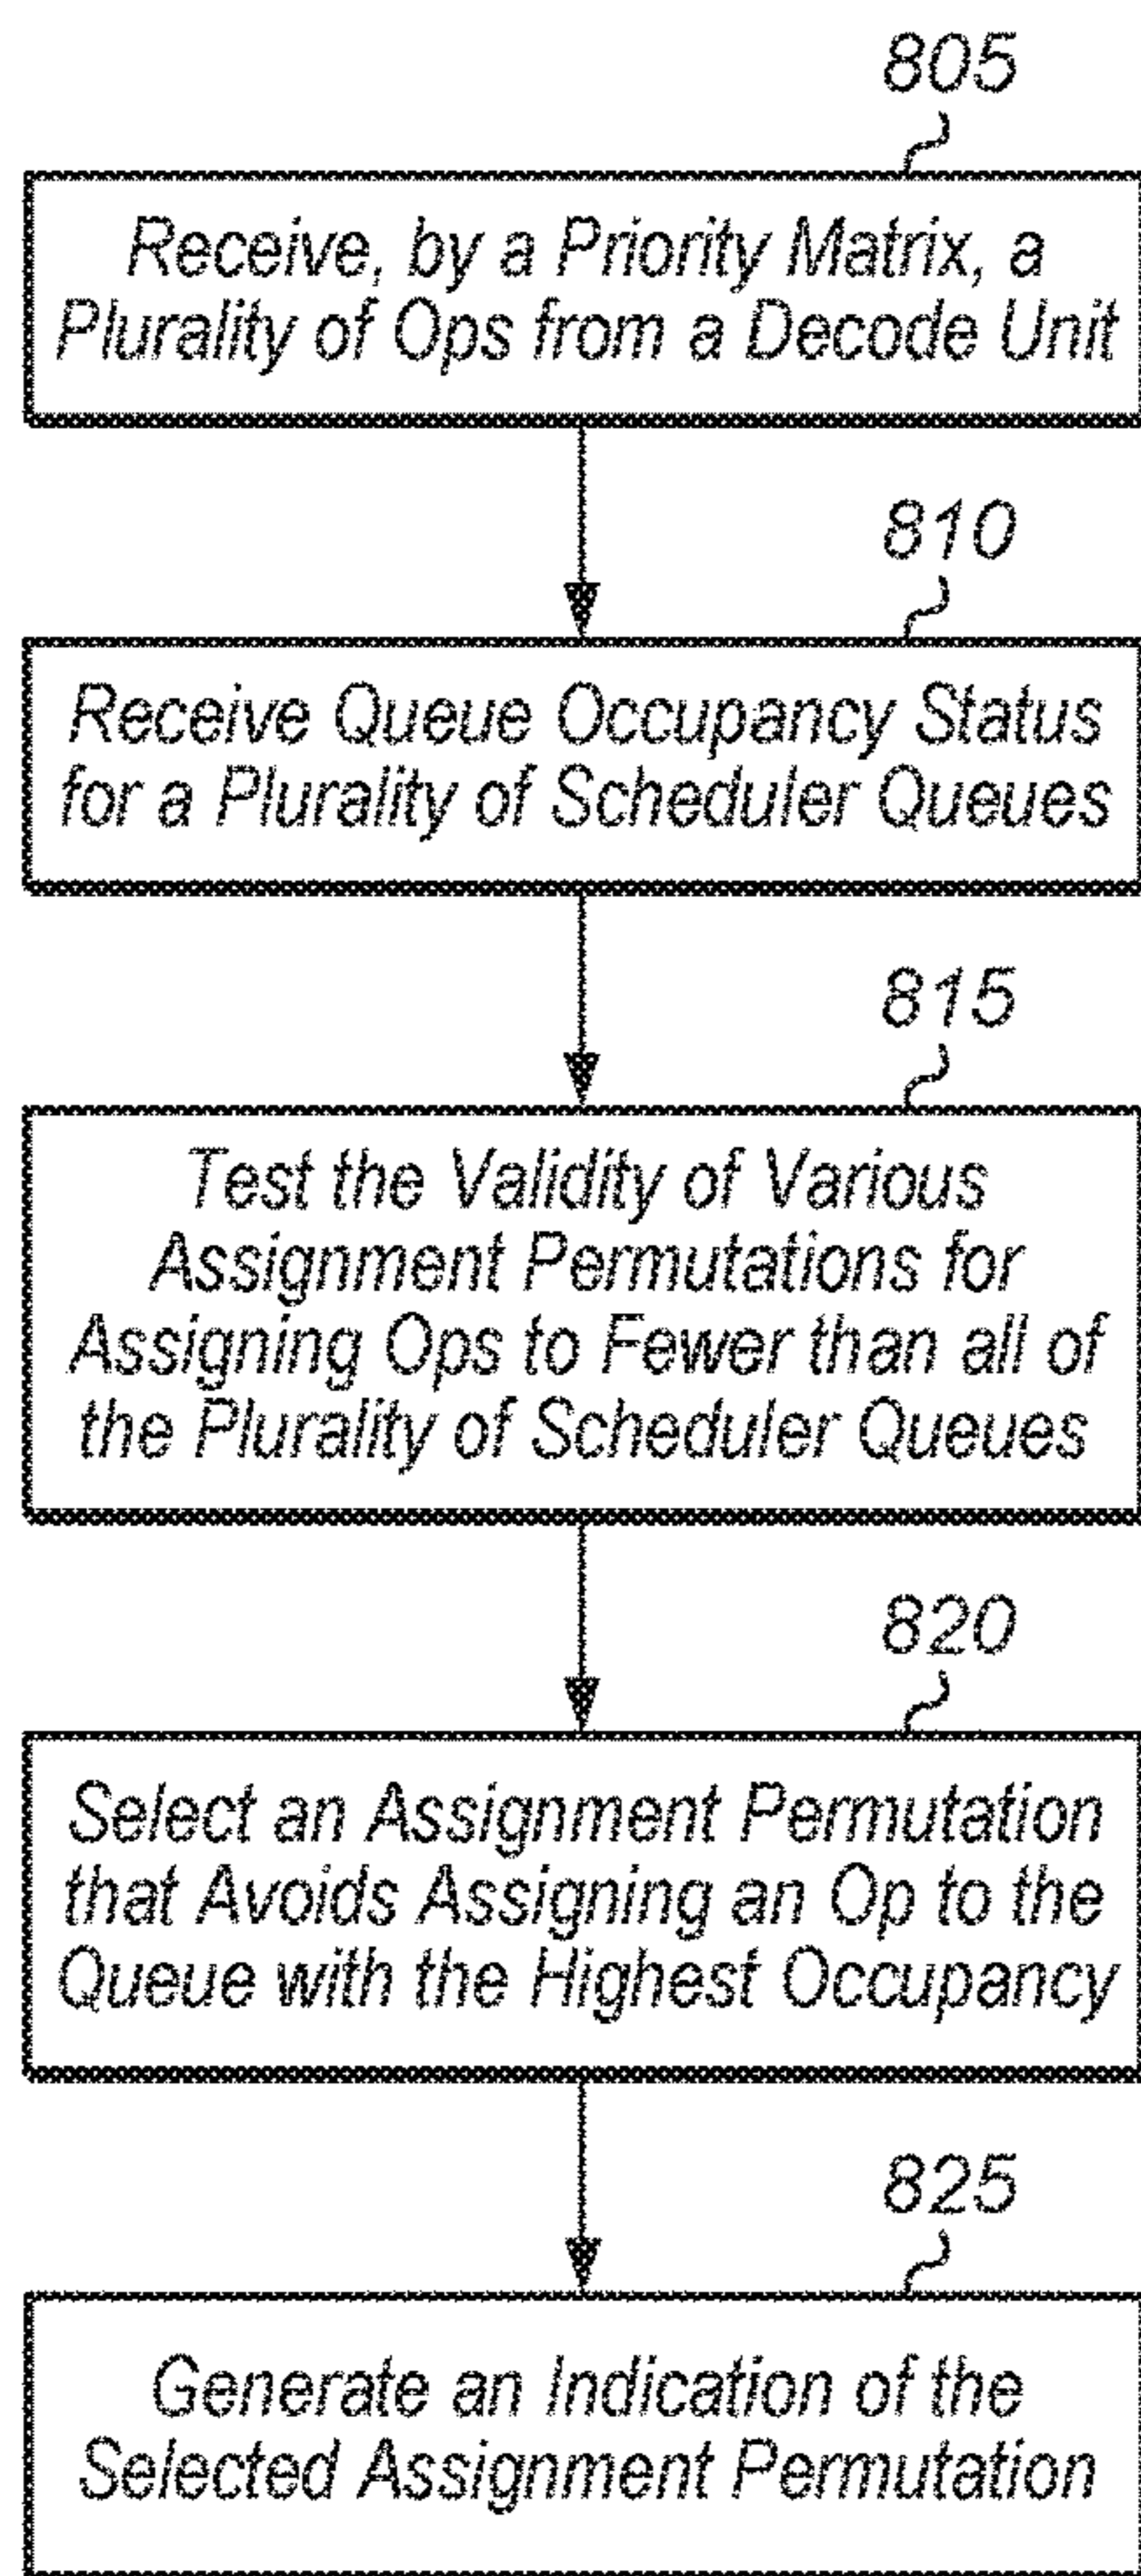 805
Receive, by a Priority Matrix, a
Plurality of Ops from a Decode Unit
810
Receive Queue Occupancy Status
for a Plurality of Scheduler Queues
815
Test the Validity of Various
Assignment Permutations for
Assigning Ops to Fewer than all of
the Plurality of Scheduler Queues
820
Select an Assignment Permutation
that Avoids Assigning an Op to the
Queue with the Highest Occupancy
825
Generate an Indication of the
Selected Assignment Permutation